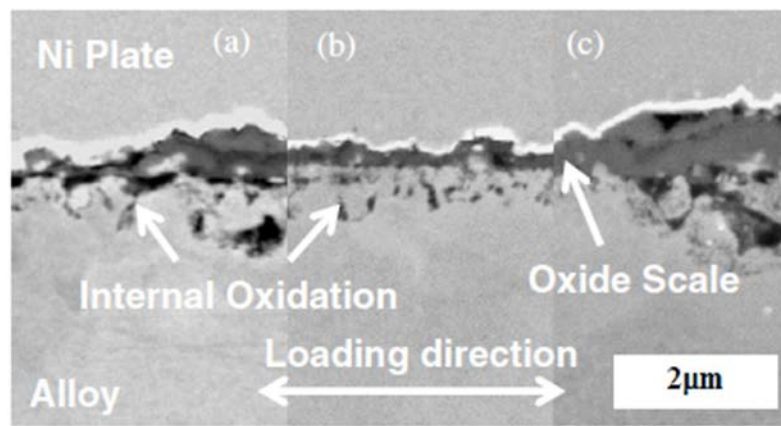 Ni Plate
(a)
(b)
(c)
Internal Oxidation
Oxide Scale
Loading direction
Alloy
2μm